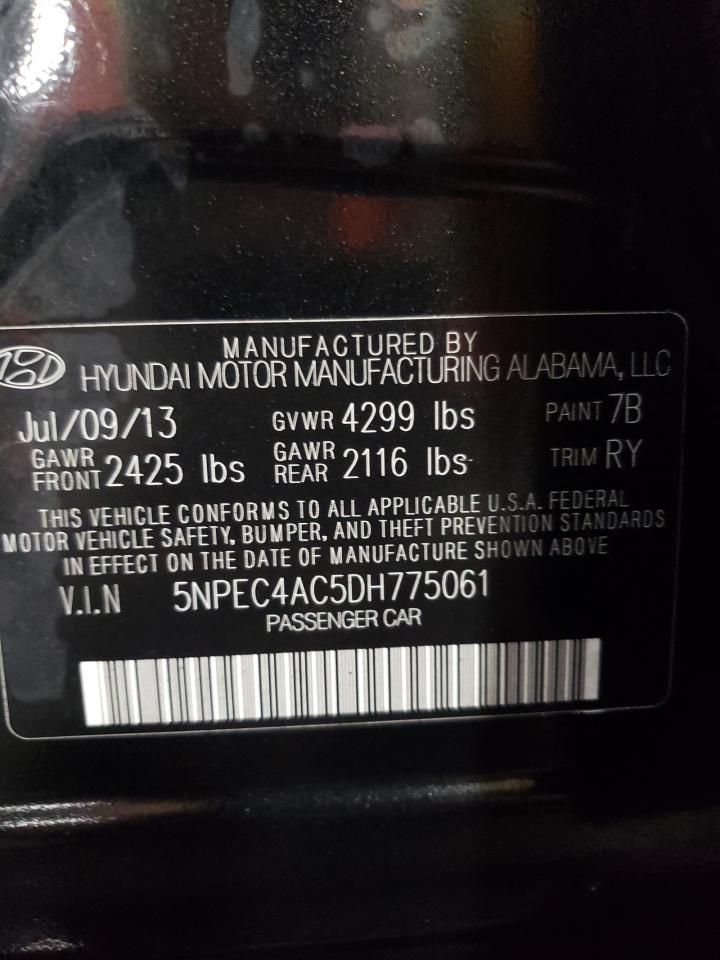 MANUFACTURED BY
HYUNDAI MOTOR MANUFACTURING ALABAMA, LLC
Jul/09/13 GVWR 4299 lbs PAINT 7B
GAWR FRONT 2425 lbs GAWR REAR 2116 lbs TRIM RY
THIS VEHICLE CONFORMS TO ALL APPLICABLE U.S.A. FEDERAL
MOTOR VEHICLE SAFETY, BUMPER, AND THEFT PREVENTION STANDARDS
IN EFFECT ON THE DATE OF MANUFACTURE SHOWN ABOVE
V.I.N 5NPEC4AC5DH775061
PASSENGER CAR